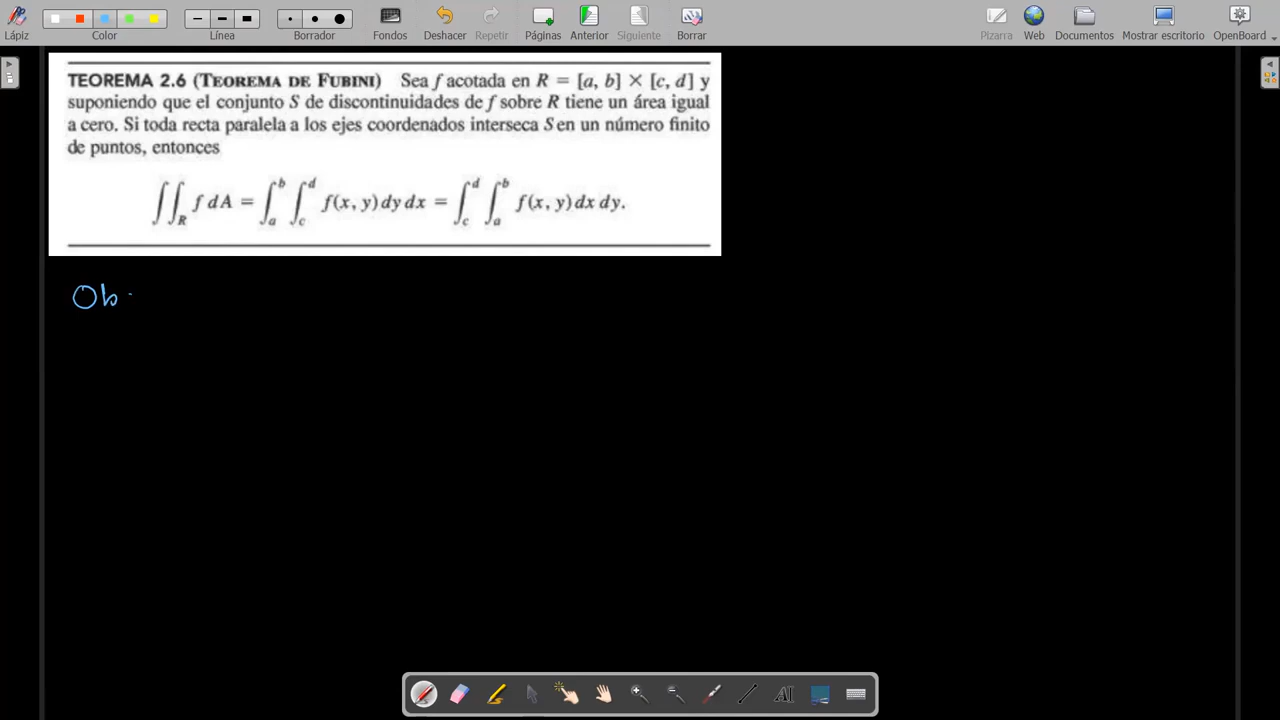 Lápiz Color Línea Borrador Fondos Deshacer Repetir Páginas Anterior Siguiente Borrar Pizarra Web Documentos Mostrar escritorio OpenBoard
TEOREMA 2.6 (TEOREMA DE FUBINI) Sea f acotada en R = [a, b] × [c, d] y
suponiendo que el conjunto S de discontinuidades de f sobre R tiene un área igual
a cero. Si toda recta paralela a los ejes coordenados interseca S en un número finito
de puntos, entonces
∫∫_R f dA = ∫_a^b ∫_c^d f(x, y) dy dx = ∫_c^d ∫_a^b f(x, y) dx dy.
Ob
AI